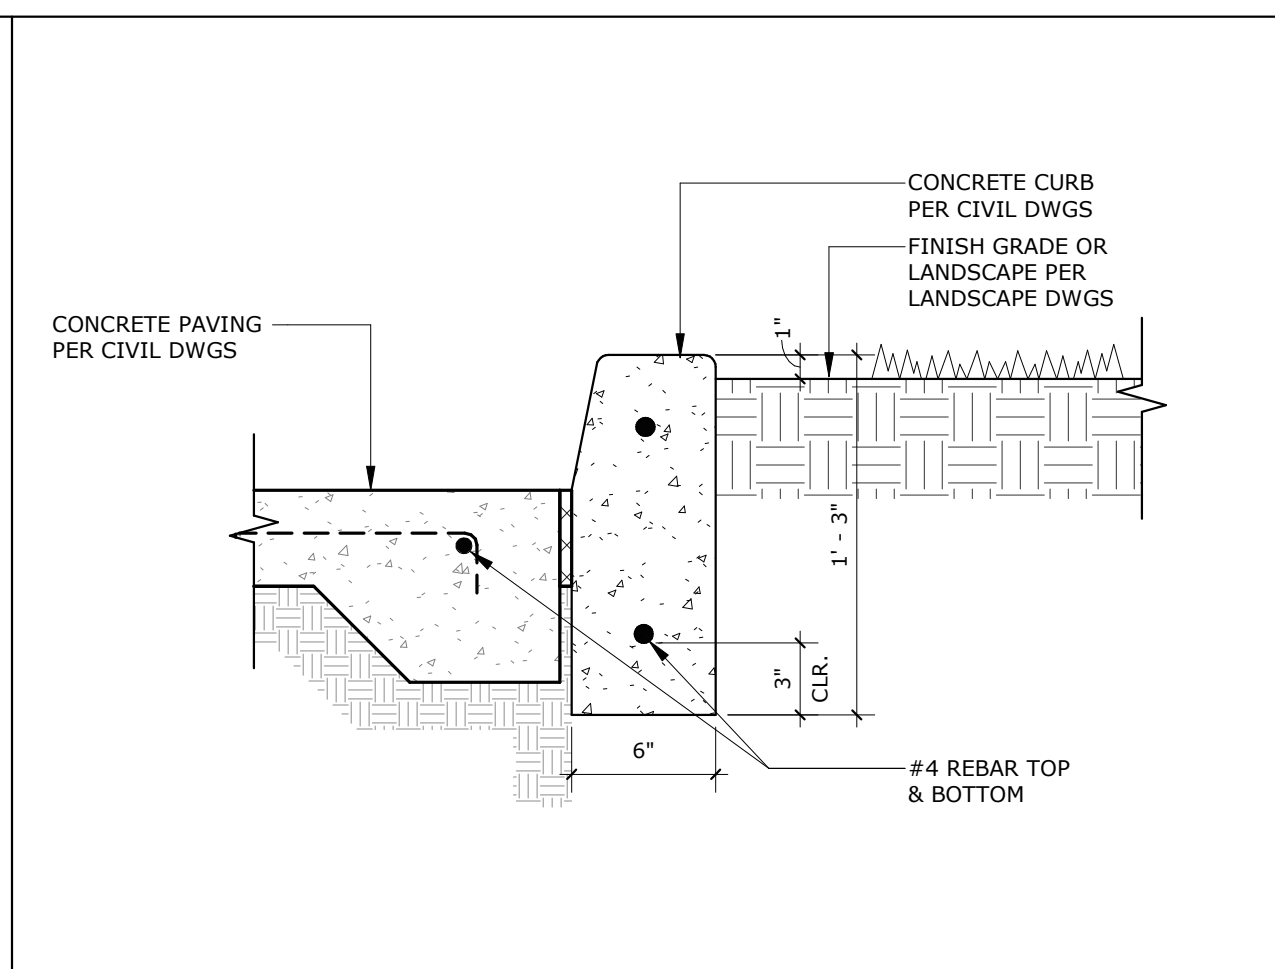 CONCRETE CURB
PER CIVIL DWGS
FINISH GRADE OR
LANDSCAPE PER
LANDSCAPE DWGS
CONCRETE PAVING
PER CIVIL DWGS
1"
1' - 3"
3"
CLR.
6"
#4 REBAR TOP
& BOTTOM